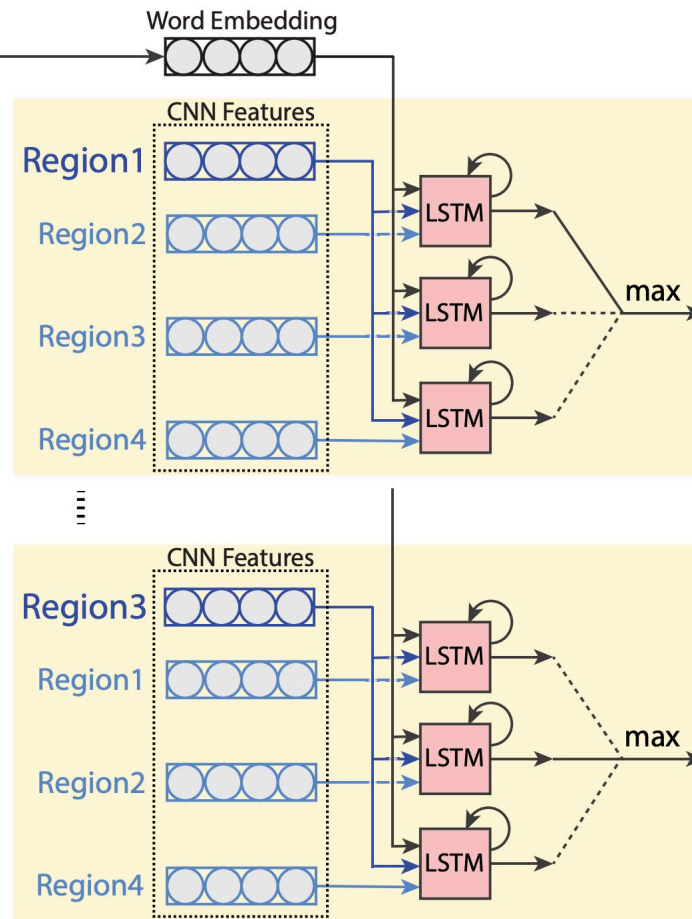 Word Embedding
CNN Features
Region1
Region2
Region3
Region4
LSTM
LSTM
LSTM
max
CNN Features
Region3
Region1
Region2
Region4
LSTM
LSTM
LSTM
max